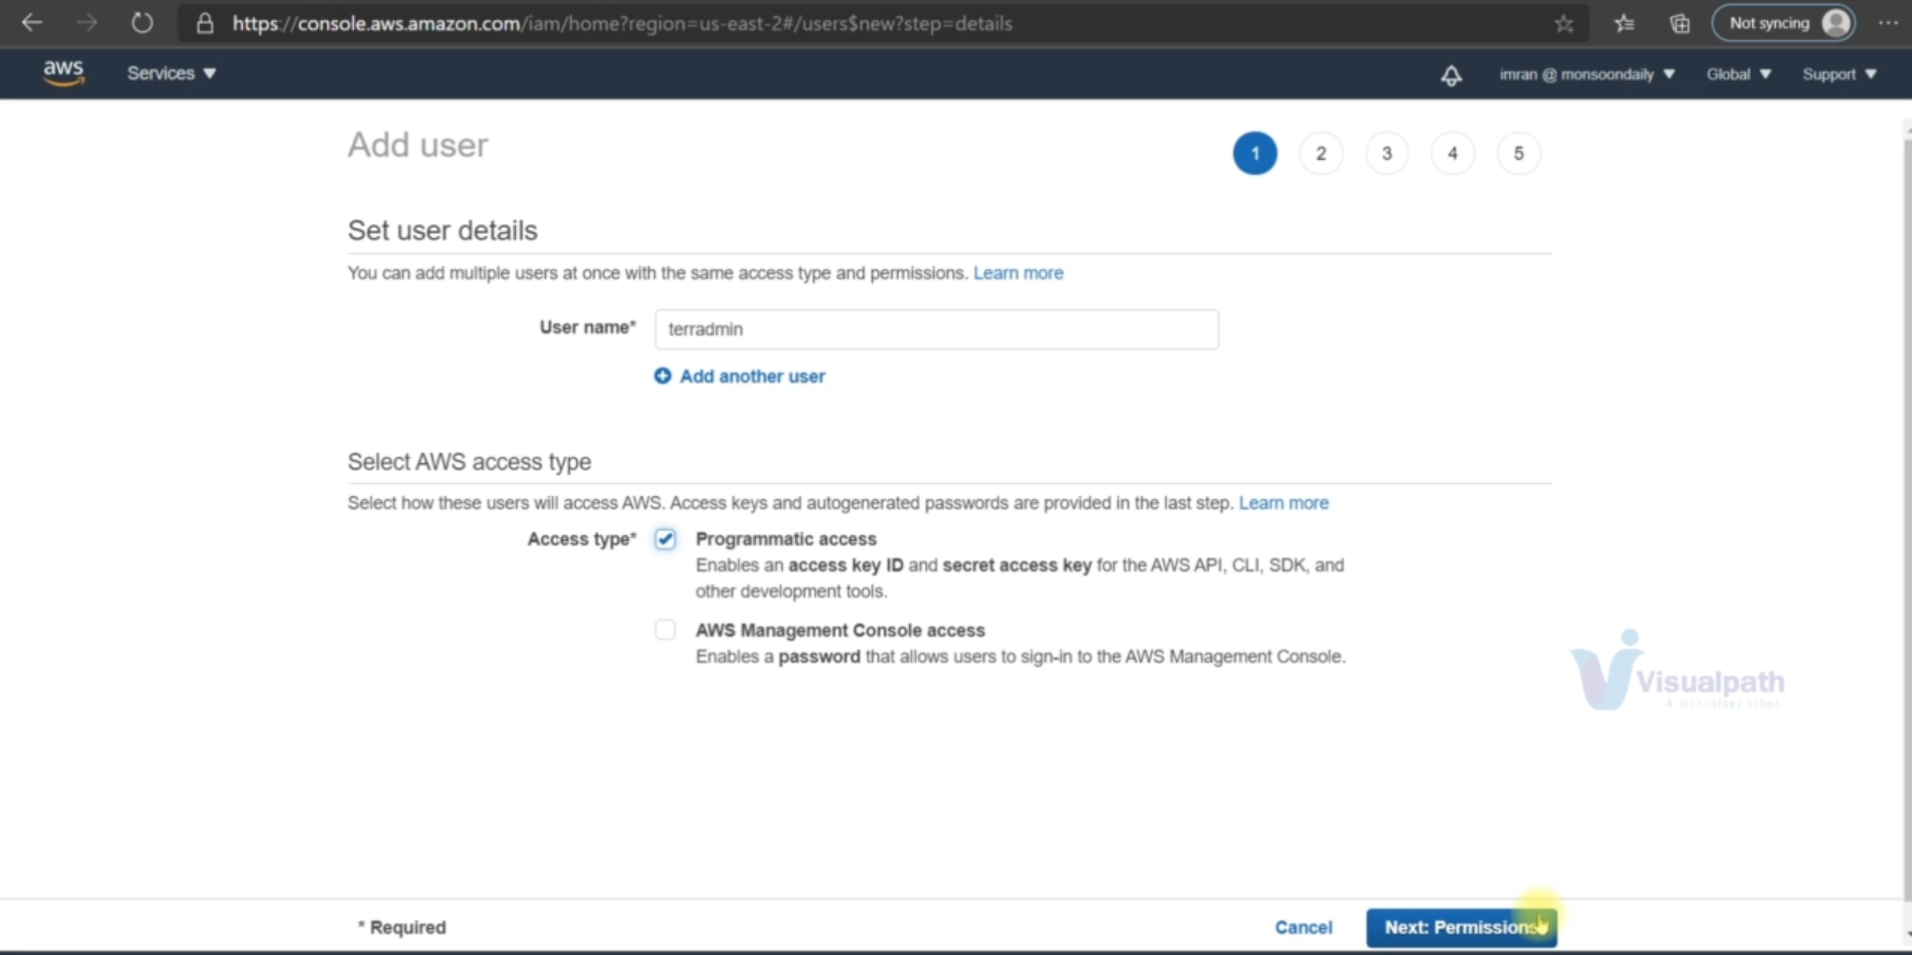 https://console.aws.amazon.com/iam/home?region=us-east-2#/users$new?step=details
Not syncing
aws
Services
imran @ monsoondaily
Global
Support
Add user
1 2 3 4 5
Set user details
You can add multiple users at once with the same access type and permissions. Learn more
User name* terradmin
Add another user
Select AWS access type
Select how these users will access AWS. Access keys and autogenerated passwords are provided in the last step. Learn more
Access type* Programmatic access
Enables an access key ID and secret access key for the AWS API, CLI, SDK, and
other development tools.
AWS Management Console access
Enables a password that allows users to sign-in to the AWS Management Console.
Visualpath
A technology school
* Required
Cancel
Next: Permissions